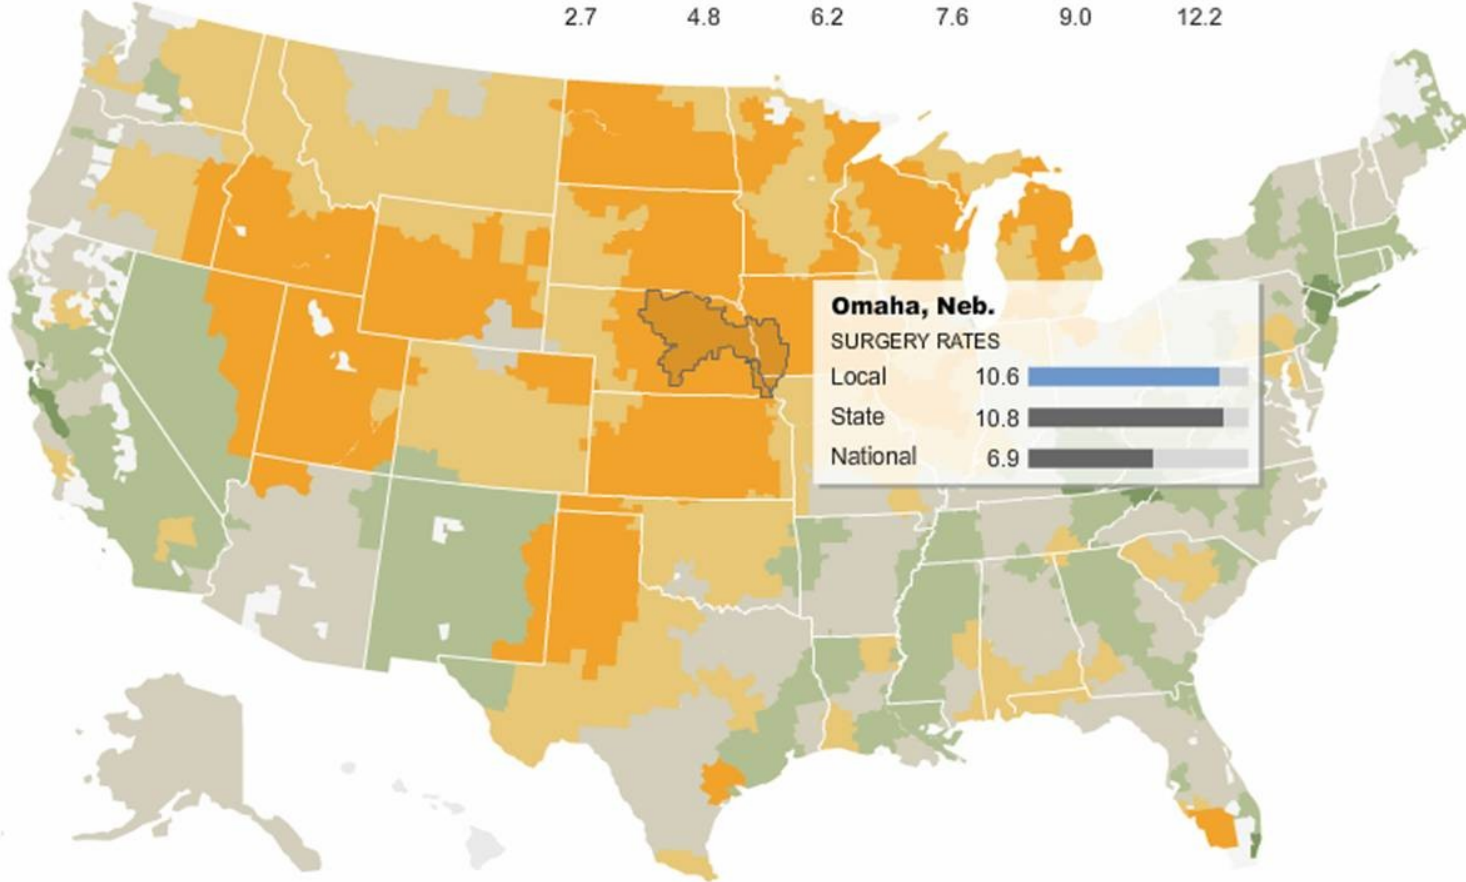 2.7 4.8 6.2 7.6 9.0 12.2
Omaha, Neb.
SURGERY RATES
Local 10.6
State 10.8
National 6.9